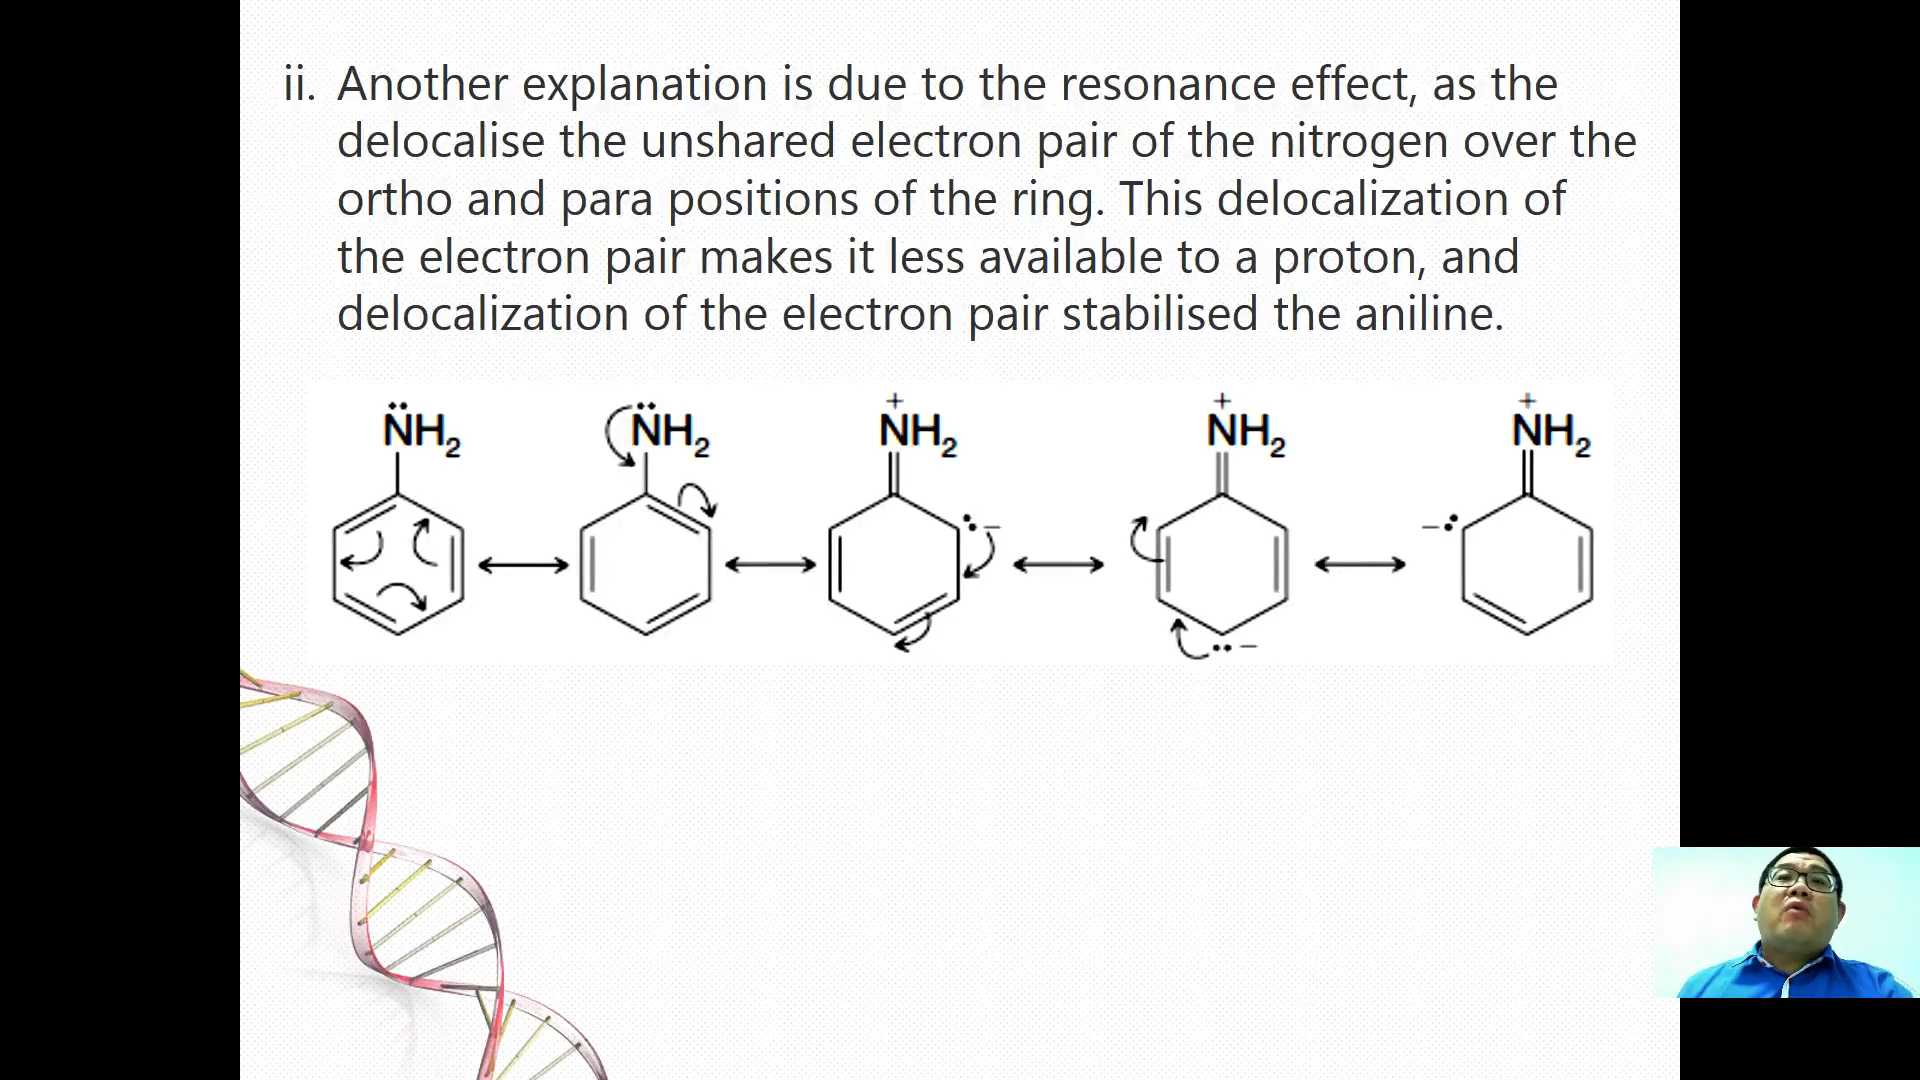 ii. Another explanation is due to the resonance effect, as the
delocalise the unshared electron pair of the nitrogen over the
ortho and para positions of the ring. This delocalization of
the electron pair makes it less available to a proton, and
delocalization of the electron pair stabilised the aniline.
N̈H₂ N̈H₂ + + +
NH₂ NH₂ NH₂